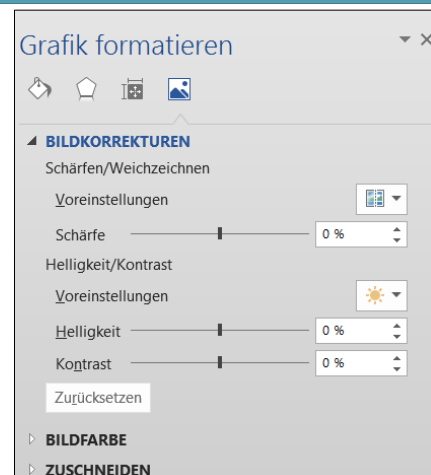 Grafik formatieren
BILDKORREKTUREN
Schärfen/Weichzeichnen
Voreinstellungen
Schärfe 0 %
Helligkeit/Kontrast
Voreinstellungen
Helligkeit 0 %
Kontrast 0 %
Zurücksetzen
BILDFARBE
ZUSCHNEIDEN